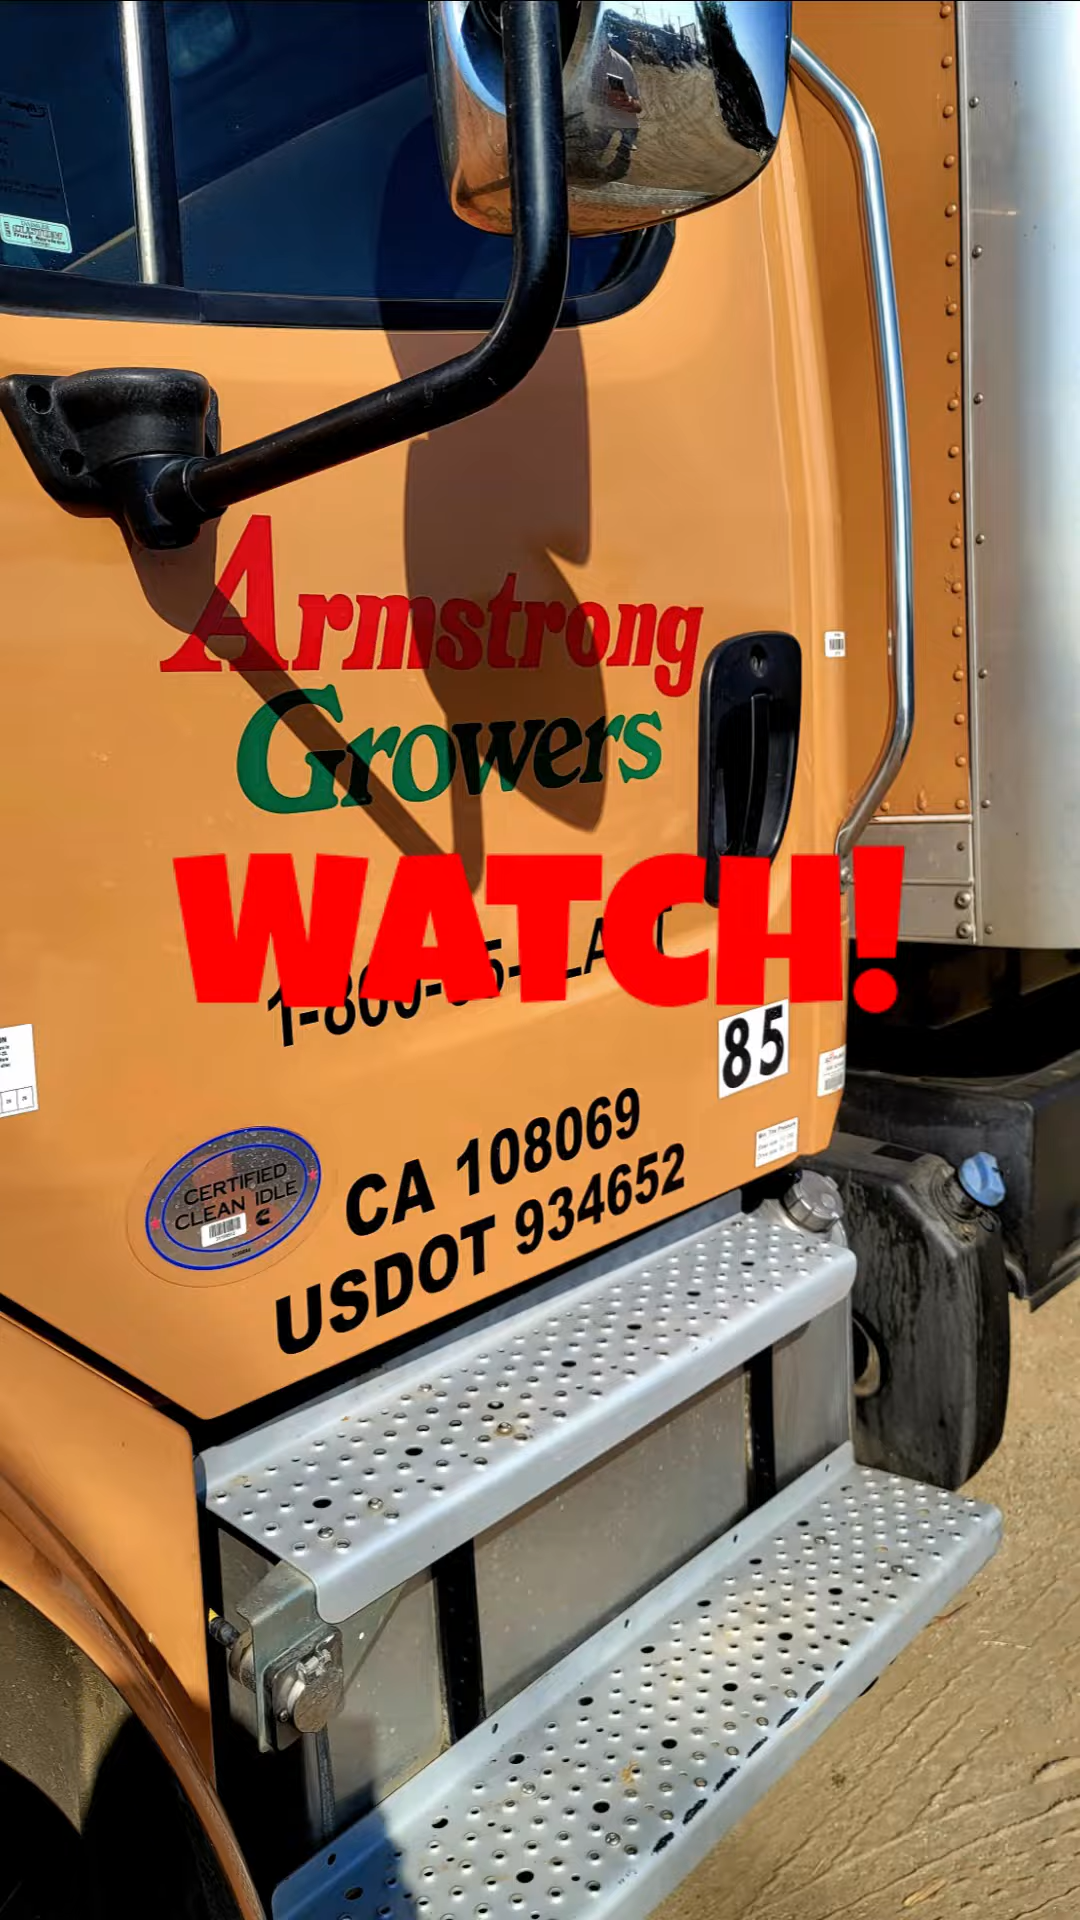 Armstrong
Growers
WATCH!
85
CERTIFIED
CLEAN IDLE
CA 108069
USDOT 934652